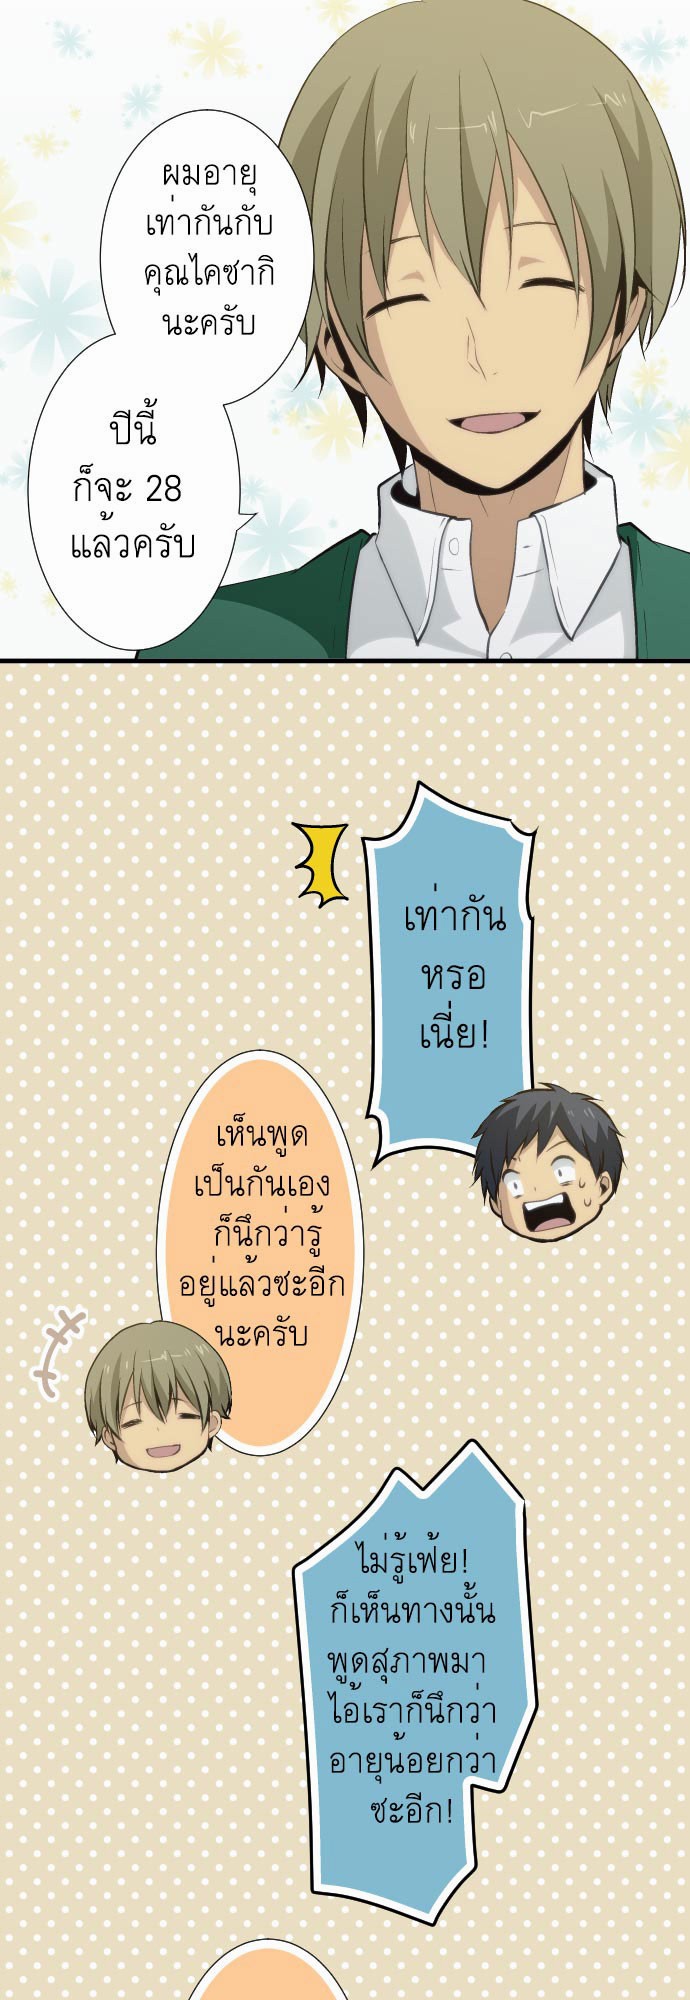 ผมอายุ
เท่ากันกับ
คุณไคซากิ
นะครับ
ปีนี้
ก็จะ 28
แล้วครับ
เท่ากัน
หรอ
เนี่ย!
เห็นพูด
เป็นกันเอง
ก็นึกว่ารู้
อยู่แล้วซะอีก
นะครับ
ไม่รู้เฟ้ย!
ก็เห็นทางนั้น
พูดสุภาพมา
ไอ้เราก็นึกว่า
อายุน้อยกว่า
ซะอีก!